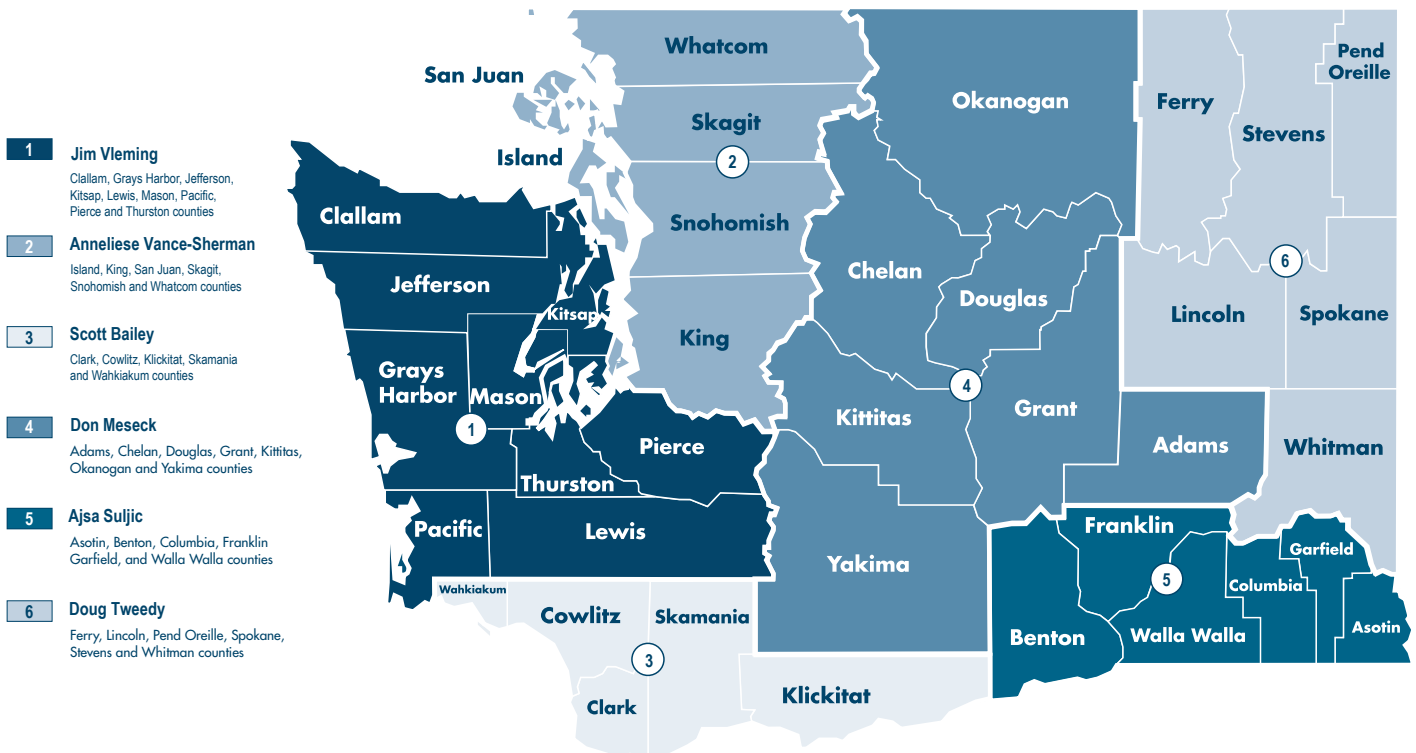 1
Jim Vleming
Clallam, Grays Harbor, Jefferson,
Kitsap, Lewis, Mason, Pacific,
Pierce and Thurston counties
2
Anneliese Vance-Sherman
Island, King, San Juan, Skagit,
Snohomish and Whatcom counties
3
Scott Bailey
Clark, Cowlitz, Klickitat, Skamania
and Wahkiakum counties
4
Don Meseck
Adams, Chelan, Douglas, Grant, Kittitas,
Okanogan and Yakima counties
5
Ajsa Suljic
Asotin, Benton, Columbia, Franklin
Garfield, and Walla Walla counties
6
Doug Tweedy
Ferry, Lincoln, Pend Oreille, Spokane,
Stevens and Whitman counties
Whatcom
San Juan
Skagit
Island
2
Snohomish
King
Clallam
Jefferson
Kitsap
Grays
Harbor
Mason
1
Pierce
Thurston
Pacific
Lewis
Wahkiakum
Cowlitz
Skamania
3
Clark
Klickitat
Okanogan
Chelan
Douglas
4
Kittitas
Grant
Adams
Yakima
Ferry
Stevens
Pend
Oreille
6
Lincoln
Spokane
Whitman
Franklin
Benton
5
Walla Walla
Columbia
Garfield
Asotin